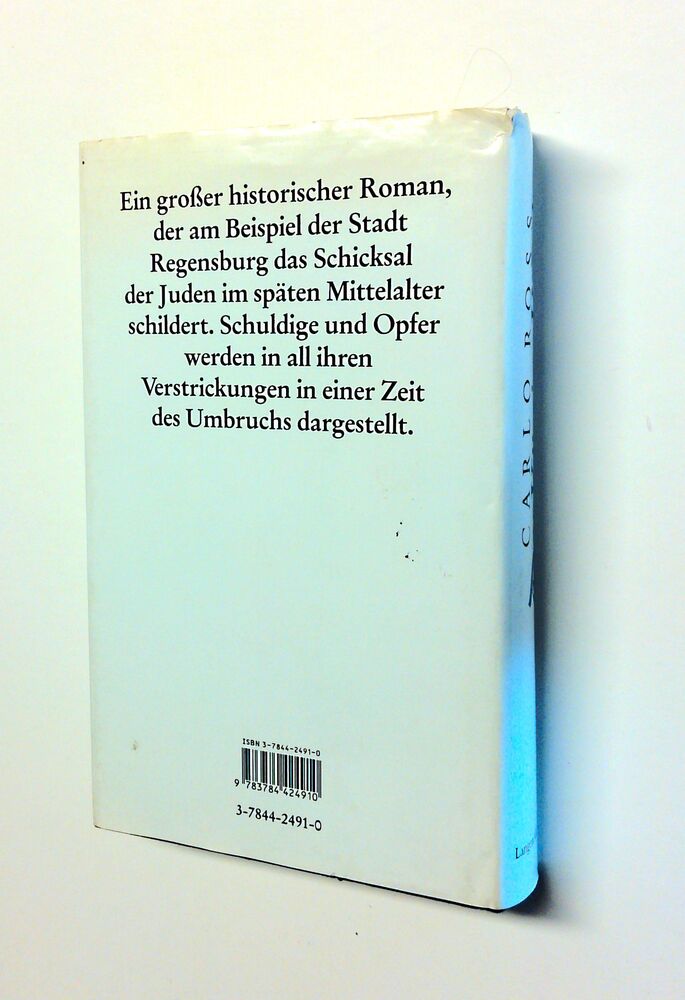 Ein großer historischer Roman,
der am Beispiel der Stadt
Regensburg das Schicksal
der Juden im späten Mittelalter
schildert. Schuldige und Opfer
werden in all ihren
Verstrickungen in einer Zeit
des Umbruchs dargestellt.
ISBN 3-7844-2491-0
9 783784 424910
3-7844-2491-0
CARLO ROSS